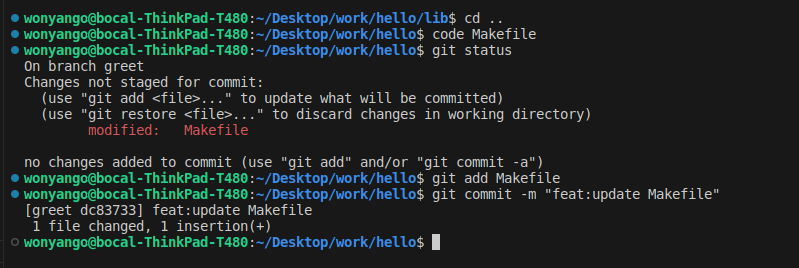 wonyango@bocal-ThinkPad-T480:~/Desktop/work/hello/lib$ cd ..
wonyango@bocal-ThinkPad-T480:~/Desktop/work/hello$ code Makefile
wonyango@bocal-ThinkPad-T480:~/Desktop/work/hello$ git status
On branch greet
Changes not staged for commit:
  (use "git add <file>..." to update what will be committed)
  (use "git restore <file>..." to discard changes in working directory)
        modified:   Makefile

no changes added to commit (use "git add" and/or "git commit -a")
wonyango@bocal-ThinkPad-T480:~/Desktop/work/hello$ git add Makefile
wonyango@bocal-ThinkPad-T480:~/Desktop/work/hello$ git commit -m "feat:update Makefile"
[greet dc83733] feat:update Makefile
 1 file changed, 1 insertion(+)
wonyango@bocal-ThinkPad-T480:~/Desktop/work/hello$